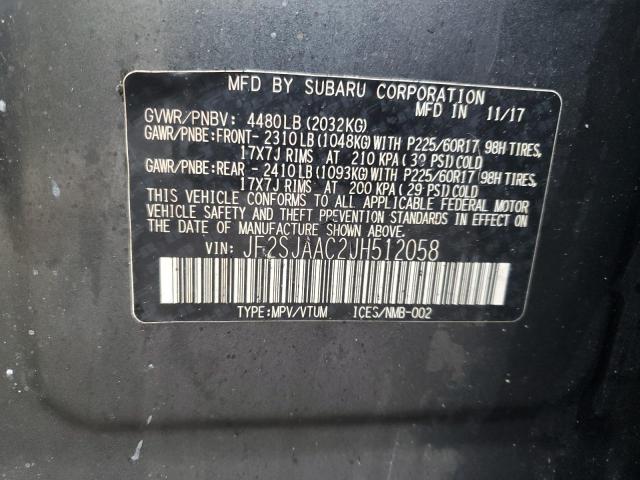 MFD BY SUBARU CORPORATION
MFD IN 11/17
GVWR/PNBV: 4480LB (2032KG)
GAWR/PNBE:FRONT- 2310LB (1048KG) WITH P225/60R17 98H TIRES,
17X7J RIMS AT 210 KPA (30 PSI) COLD
GAWR/PNBE:REAR - 2410LB (1093KG) WITH P225/60R17 98H TIRES,
17X7J RIMS AT 200 KPA (29 PSI) COLD
THIS VEHICLE CONFORMS TO ALL APPLICABLE FEDERAL MOTOR
VEHICLE SAFETY AND THEFT PREVENTION STANDARDS IN EFFECT ON
THE DATE OF MANUFACTURE SHOWN ABOVE.
VIN: JF2SJAAC2JH512058
TYPE:MPV/VTUM ICES/NMB-002